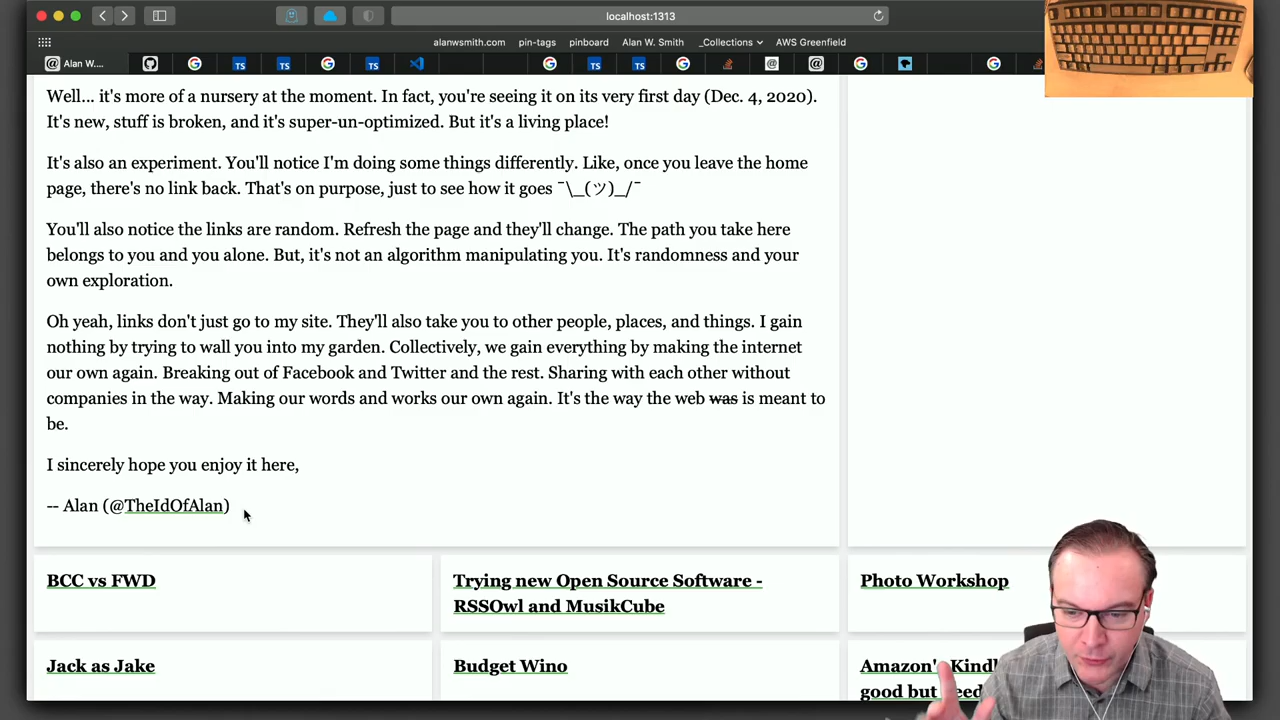 localhost:1313
alanwsmith.com pin-tags pinboard Alan W. Smith _Collections AWS Greenfield
Alan W....
Well... it's more of a nursery at the moment. In fact, you're seeing it on its very first day (Dec. 4, 2020).
It's new, stuff is broken, and it's super-un-optimized. But it's a living place!
It's also an experiment. You'll notice I'm doing some things differently. Like, once you leave the home
page, there's no link back. That's on purpose, just to see how it goes ¯\_(ツ)_/¯
You'll also notice the links are random. Refresh the page and they'll change. The path you take here
belongs to you and you alone. But, it's not an algorithm manipulating you. It's randomness and your
own exploration.
Oh yeah, links don't just go to my site. They'll also take you to other people, places, and things. I gain
nothing by trying to wall you into my garden. Collectively, we gain everything by making the internet
our own again. Breaking out of Facebook and Twitter and the rest. Sharing with each other without
companies in the way. Making our words and works our own again. It's the way the web was is meant to
be.
I sincerely hope you enjoy it here,
-- Alan (@TheIdOfAlan)
BCC vs FWD
Trying new Open Source Software -
RSSOwl and MusikCube
Photo Workshop
Jack as Jake
Budget Wino
Amazon'
good but